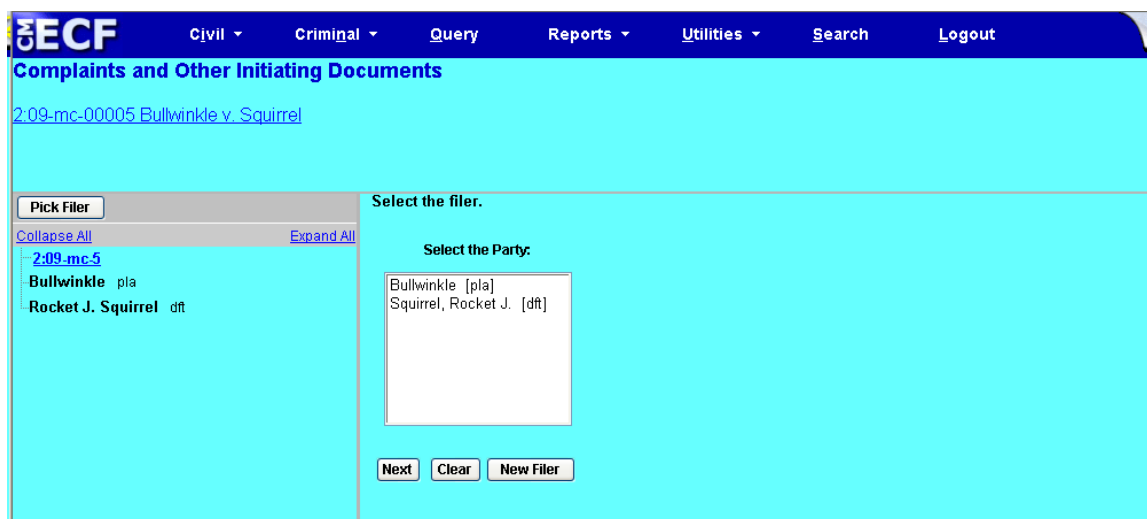 CM ECF Civil Criminal Query Reports Utilities Search Logout
Complaints and Other Initiating Documents
2:09-mc-00005 Bullwinkle v. Squirrel
Pick Filer
Collapse All Expand All
2:09-mc-5
Bullwinkle pla
Rocket J. Squirrel dft
Select the filer.
Select the Party:
Bullwinkle [pla]
Squirrel, Rocket J. [dft]
Next Clear New Filer